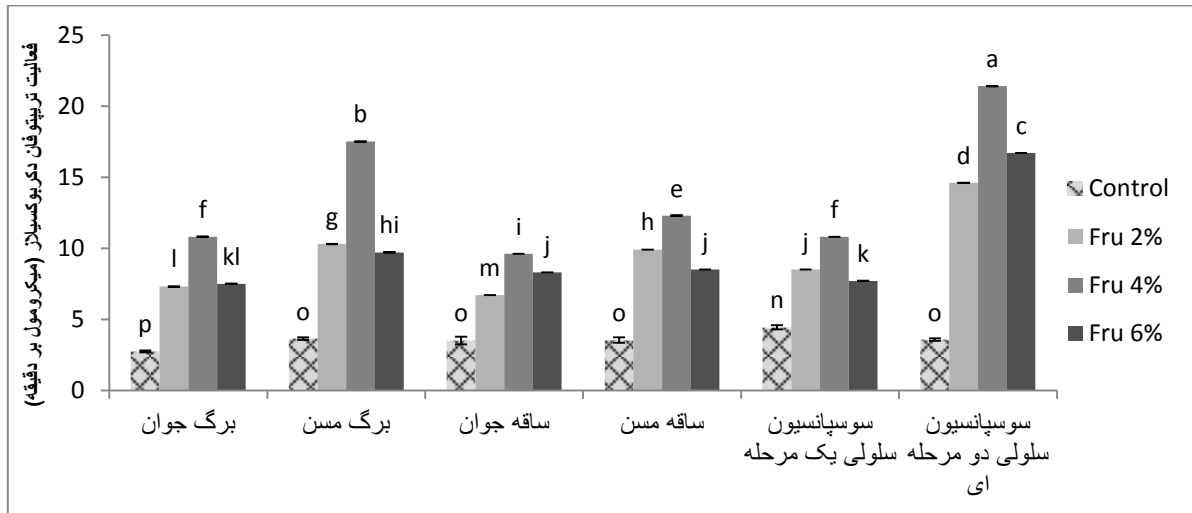 فعالیت تریپتوفان دکربوکسیلاز (میکرومول بر دقیقه)
25
20
15
10
5
0
p
l
f
kl
o
g
b
hi
o
m
i
j
o
h
e
j
n
j
f
k
o
d
a
c
برگ جوان
برگ مسن
ساقه جوان
ساقه مسن
سوسپانسیون
سلولی یک مرحله
سوسپانسیون
سلولی دو مرحله
ای
Control
Fru 2%
Fru 4%
Fru 6%